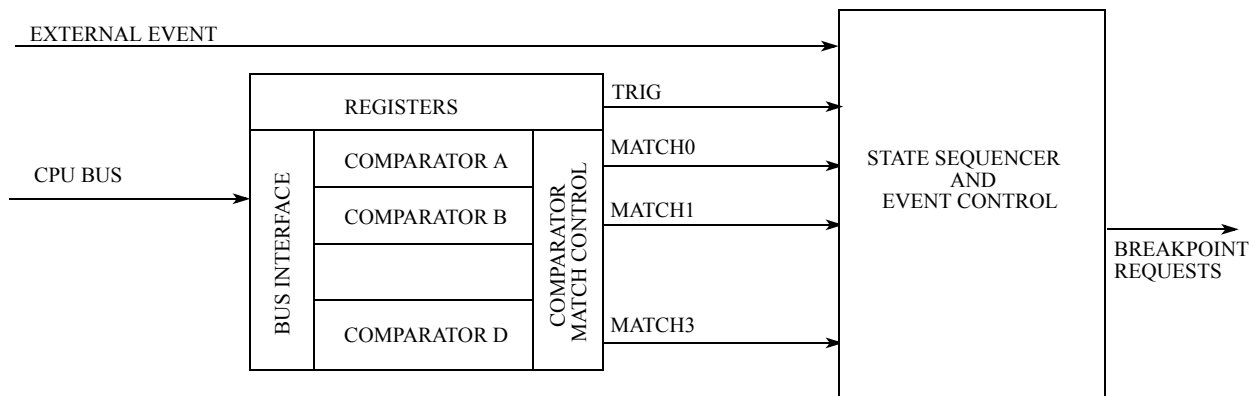 EXTERNAL EVENT
REGISTERS
TRIG
CPU BUS
BUS INTERFACE
COMPARATOR A
COMPARATOR B
COMPARATOR D
COMPARATOR
MATCH CONTROL
MATCH0
MATCH1
MATCH3
STATE SEQUENCER
AND
EVENT CONTROL
BREAKPOINT
REQUESTS